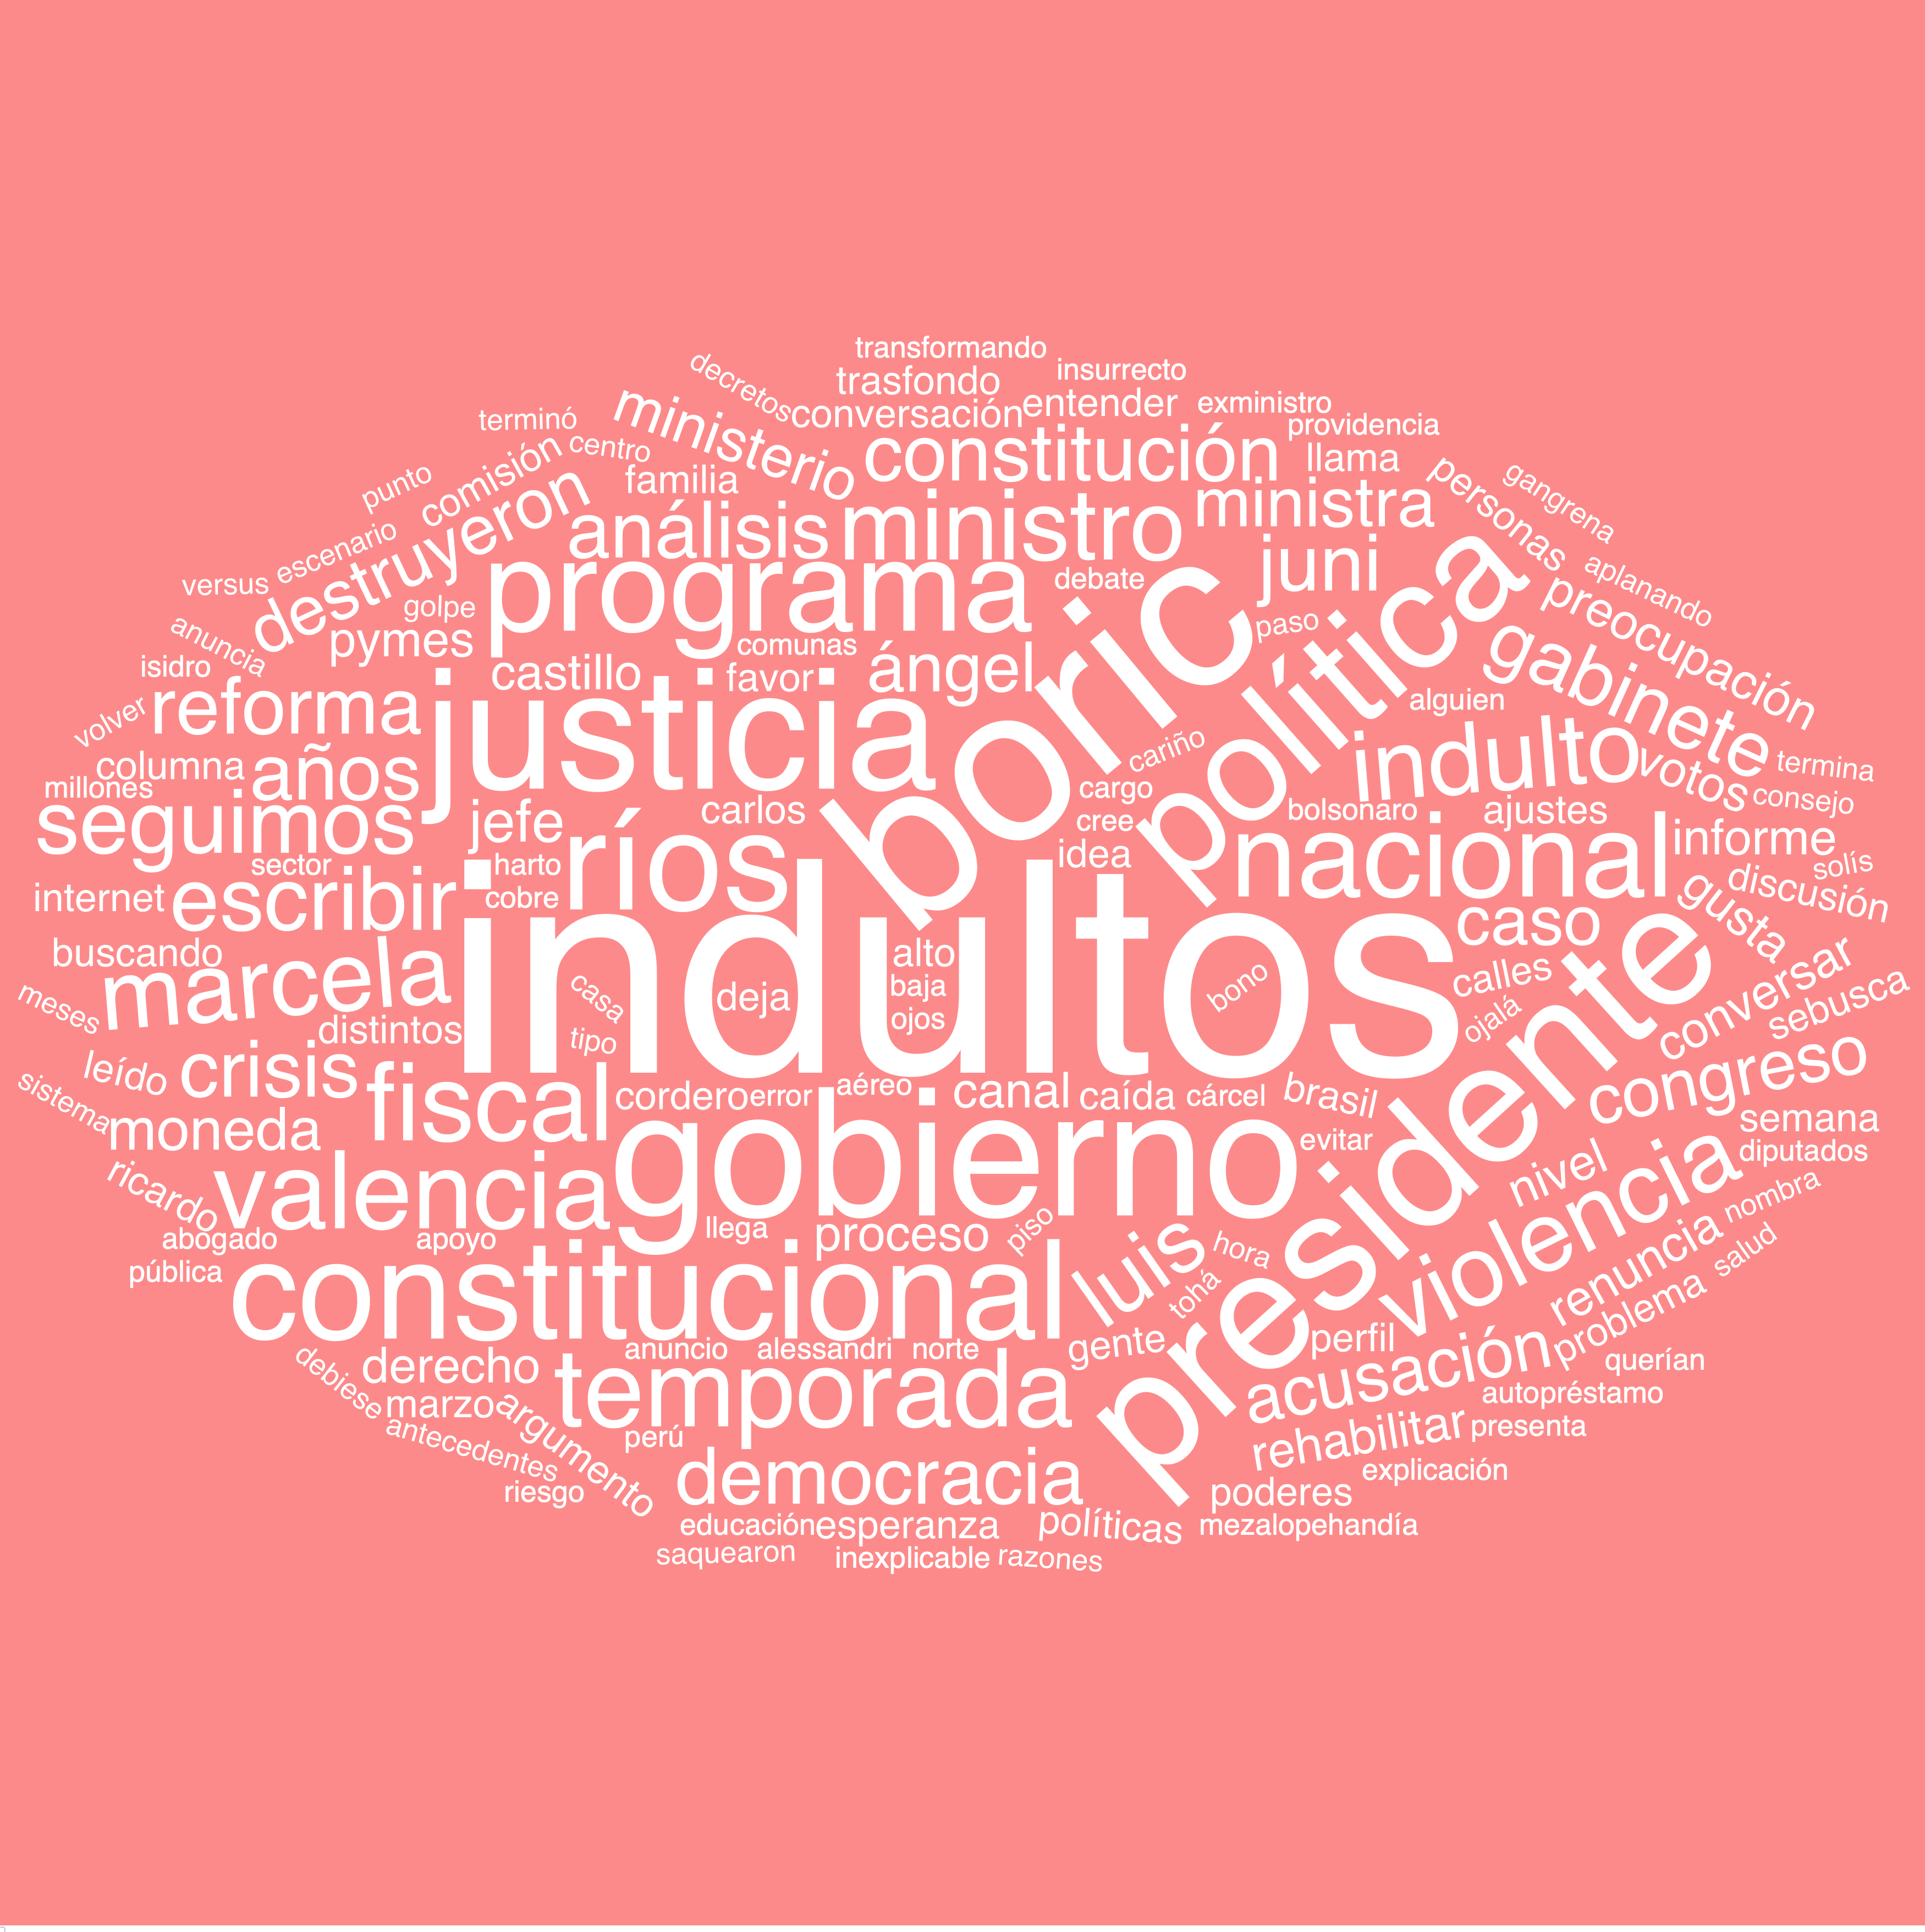 transformando
decretos
trasfondo
insurrecto
terminó
ministerio
conversación
entender
exministro
providencia
comisión
centro
constitución
llama
punto
familia
ministra
personas
gangrena
escenario
destruyeron
análisis
ministro
juni
versus
golpe
programa
debate
boric
política
aplanando
preocupación
anuncia
pymes
comunas
paso
gabinete
isidro
castillo
favor
ángel
alguien
volver
reforma
justicia
cariño
indulto
votos
termina
columna
años
millones
seguimos
jefe
carlos
cargo
bolsonaro
ajustes
consejo
cree
sector
harto
ríos
idea
nacional
informe
solís
internet
escribir
cobre
gusta
discusión
buscando
marcela
indultos
alto
caso
calles
conversar
meses
casa
deja
baja
bono
sebusca
distintos
tipo
ojos
ojalá
presidente
leído
crisis
fiscal
cordero
error
aéreo
canal
caída
cárcel
brasil
congreso
sistema
moneda
gobierno
evitar
semana
diputados
ricardo
valencia
nivel
violencia
nombra
abogado
apoyo
llega
proceso
piso
luis
hora
renuncia
salud
pública
constitucional
tohá
problema
debiese
derecho
anuncio
alessandri
norte
gente
perfil
acusación
querían
marzo
argumento
temporada
autopréstamo
antecedentes
perú
rehabilitar
presenta
riesgo
democracia
explicación
poderes
educación
esperanza
políticas
mezalopehandía
saquearon
inexplicable
razones